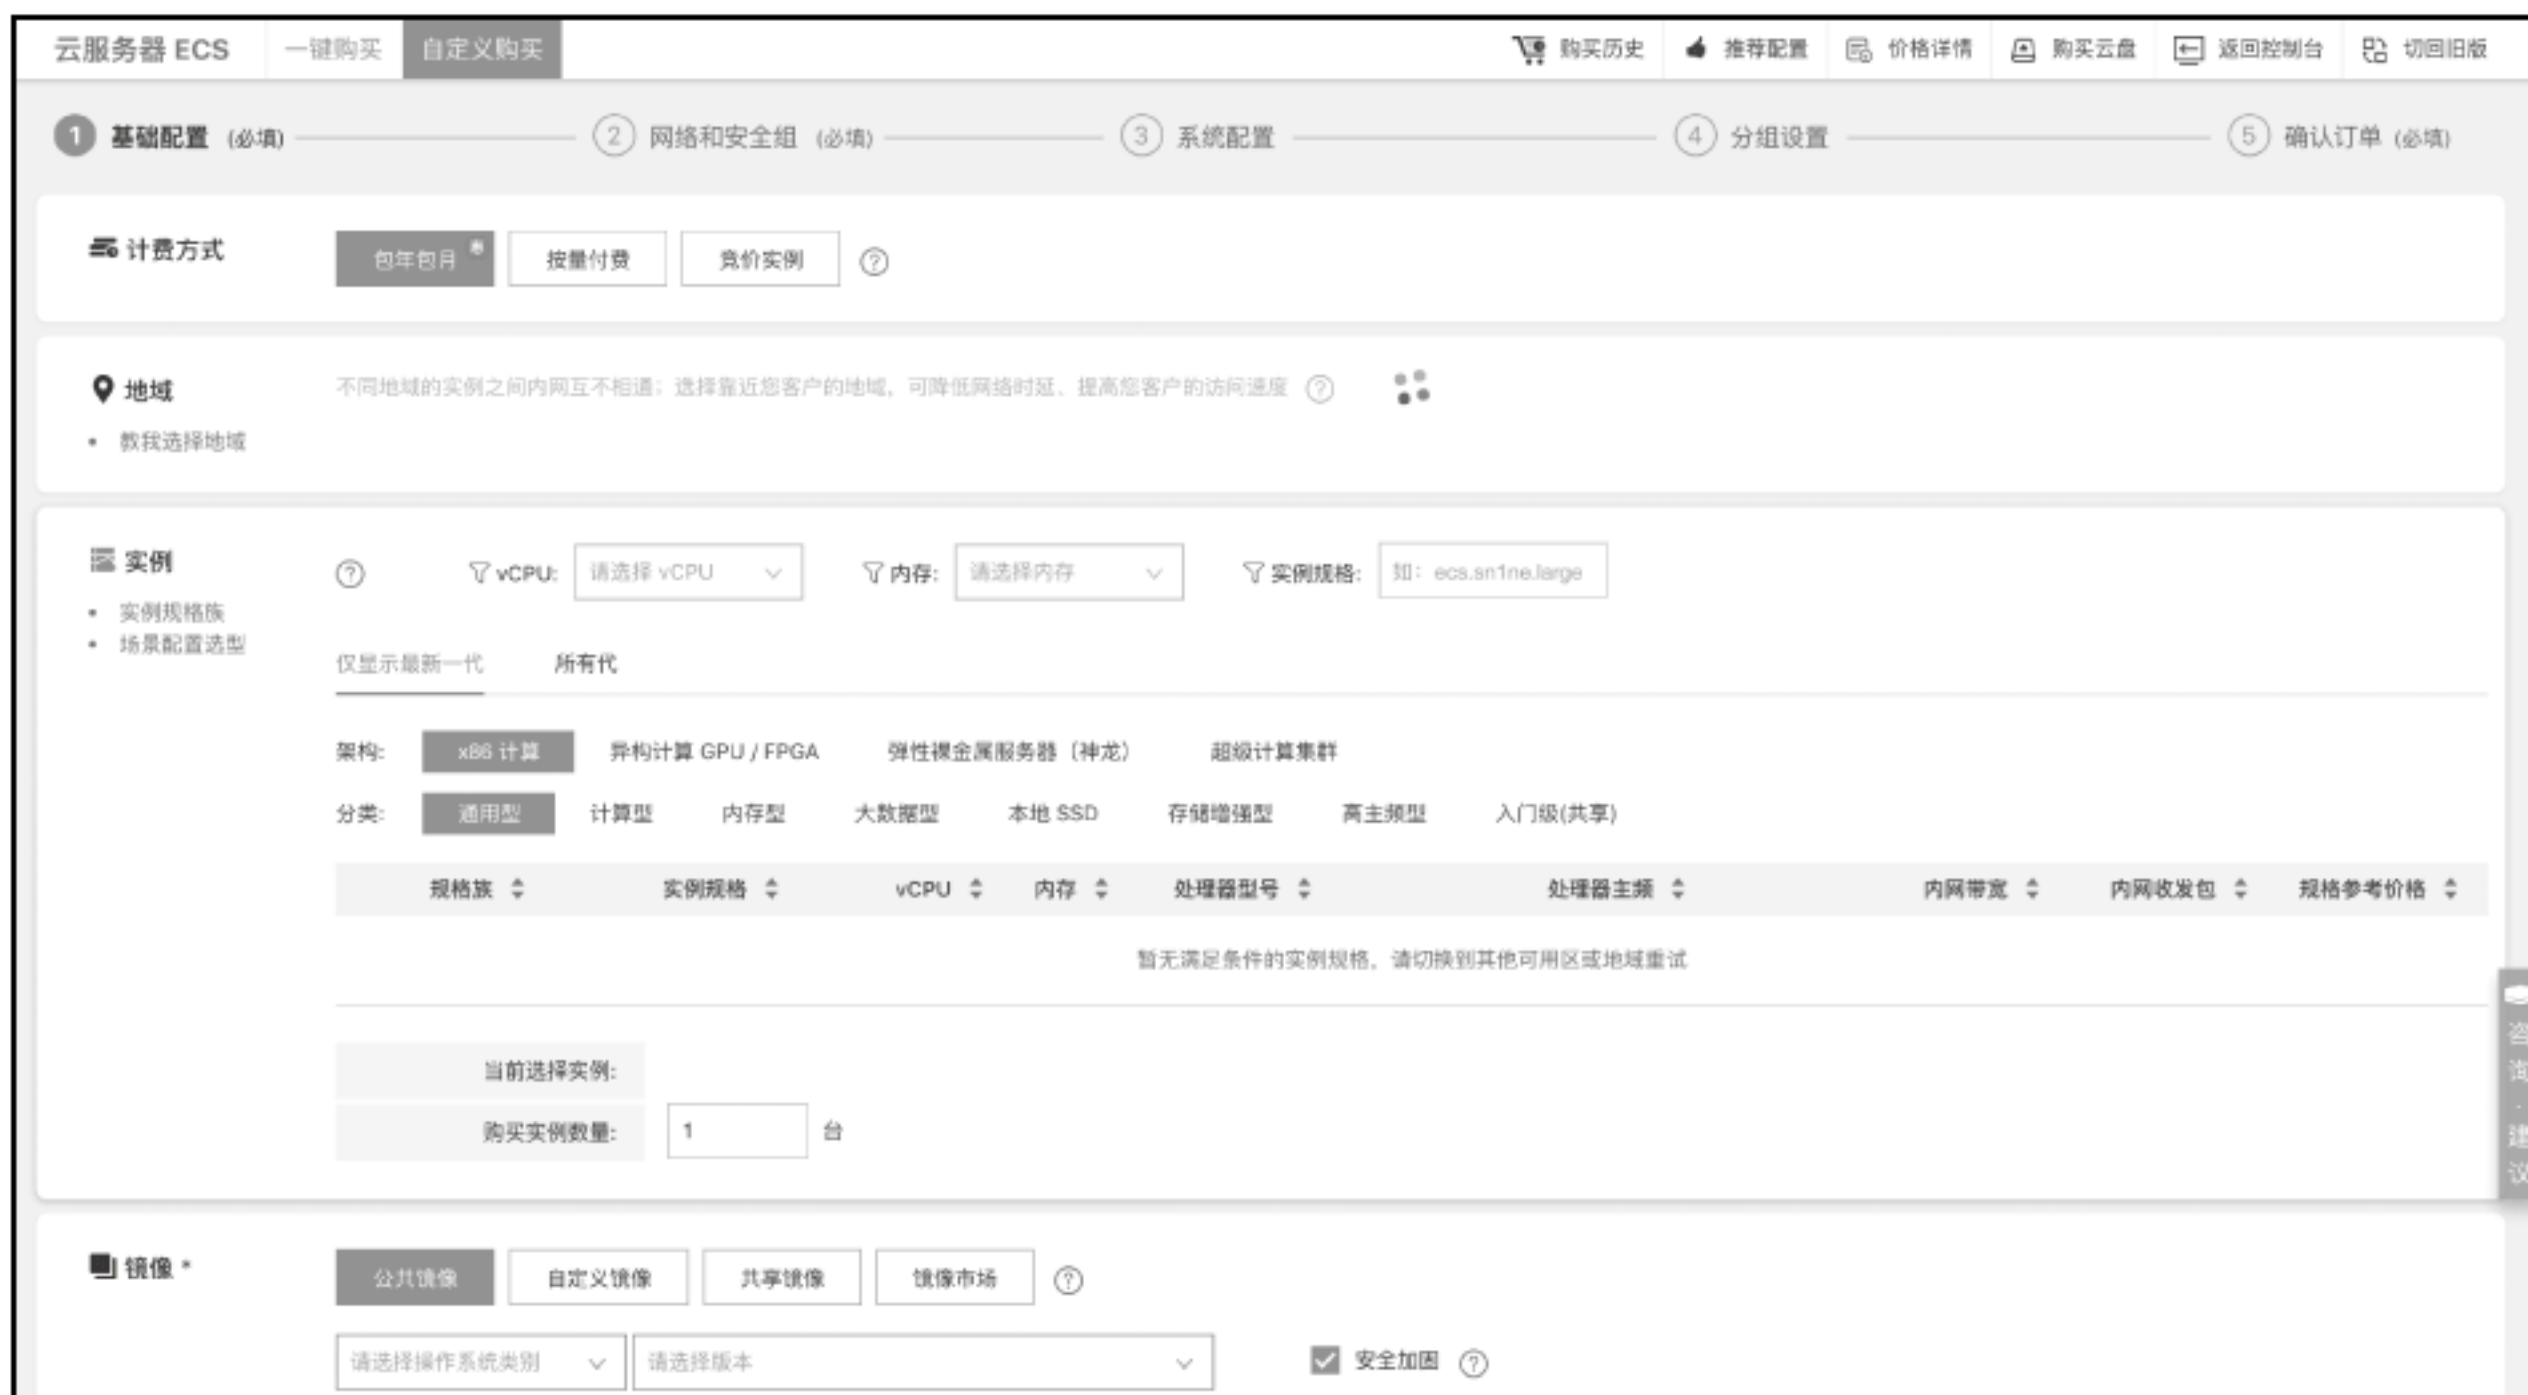 云服务器 ECS 一键购买 自定义购买 购买历史 推荐配置 价格详情 购买云盘 返回控制台 切回旧版
1 基础配置 (必填) 2 网络和安全组 (必填) 3 系统配置 4 分组设置 5 确认订单 (必填)
计费方式 包年包月 按量付费 竞价实例 ?
地域 不同地域的实例之间内网互不相通；选择靠近您客户的地域，可降低网络时延、提高您客户的访问速度 ?
• 教我选择地域
实例 ? vCPU: 请选择 vCPU 内存: 请选择内存 实例规格: 如：ecs.sn1ne.large
• 实例规格族
• 场景配置选型
仅显示最新一代 所有代
架构: x86 计算 异构计算 GPU / FPGA 弹性裸金属服务器（神龙） 超级计算集群
分类: 通用型 计算型 内存型 大数据型 本地 SSD 存储增强型 高主频型 入门级(共享)
规格族 实例规格 vCPU 内存 处理器型号 处理器主频 内网带宽 内网收发包 规格参考价格
暂无满足条件的实例规格，请切换到其他可用区或地域重试
当前选择实例:
购买实例数量: 1 台
咨询·建议
镜像 * 公共镜像 自定义镜像 共享镜像 镜像市场 ?
请选择操作系统类别 请选择版本 安全加固 ?